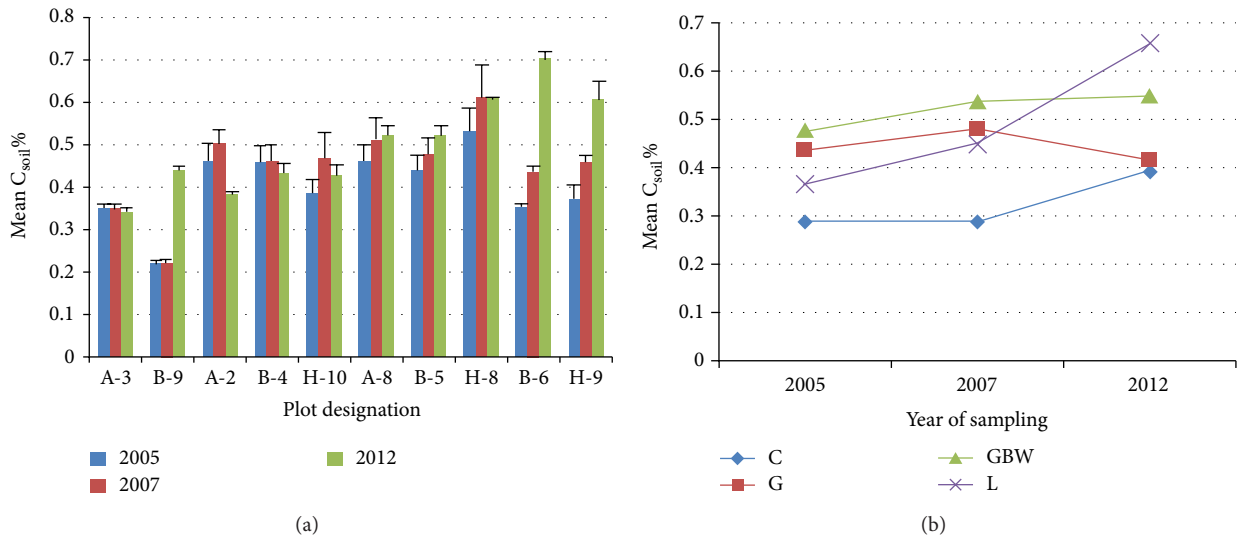 0.8
0.7
0.6
0.5
0.4
0.3
0.2
0.1
0
Mean C_soil%
A-3 B-9 A-2 B-4 H-10 A-8 B-5 H-8 B-6 H-9
Plot designation
2005
2007
2012
(a)
0.7
0.6
0.5
0.4
0.3
0.2
0.1
0
Mean C_soil%
2005 2007 2012
Year of sampling
C
G
GBW
L
(b)